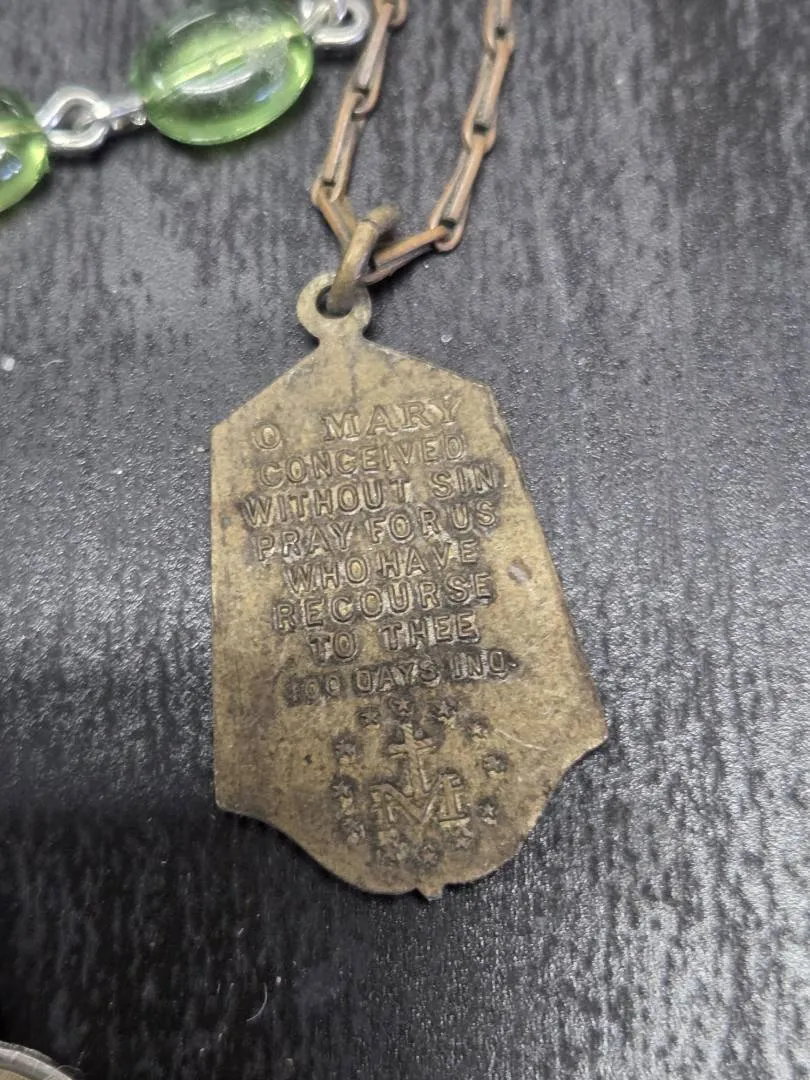 O MARY
CONCEIVED
WITHOUT SIN
PRAY FOR US
WHO HAVE
RECOURSE
TO THEE
100 DAYS IND.
M